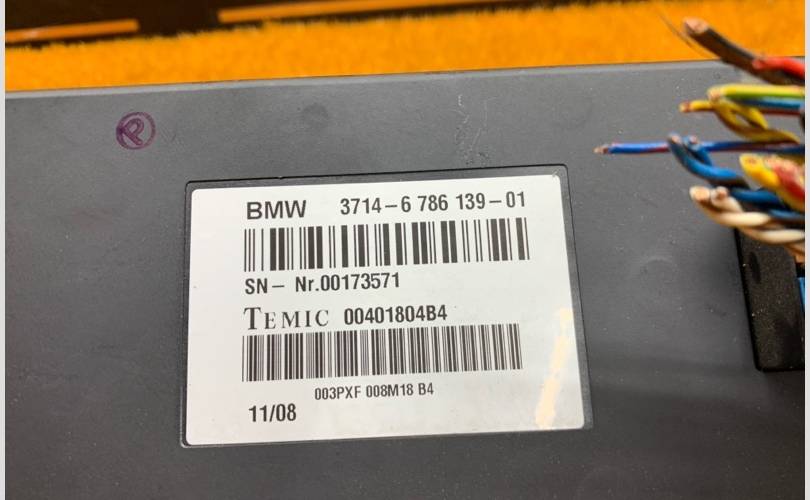 BMW 3714-6 786 139-01
SN- Nr.00173571
TEMIC 00401804B4
003PXF 008M18 B4
11/08